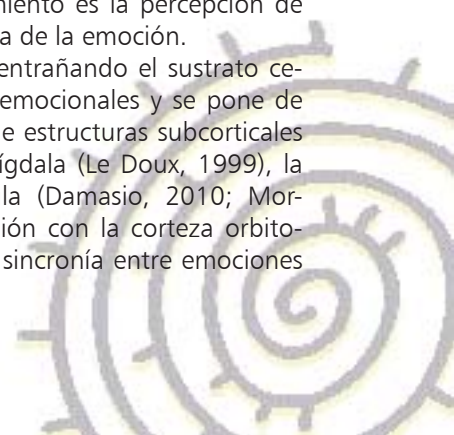 miento es la percepción de
a de la emoción.
entrañando el sustrato ce-
emocionales y se pone de
e estructuras subcorticales
ígdala (Le Doux, 1999), la
la (Damasio, 2010; Mor-
ión con la corteza orbito-
sincronía entre emociones